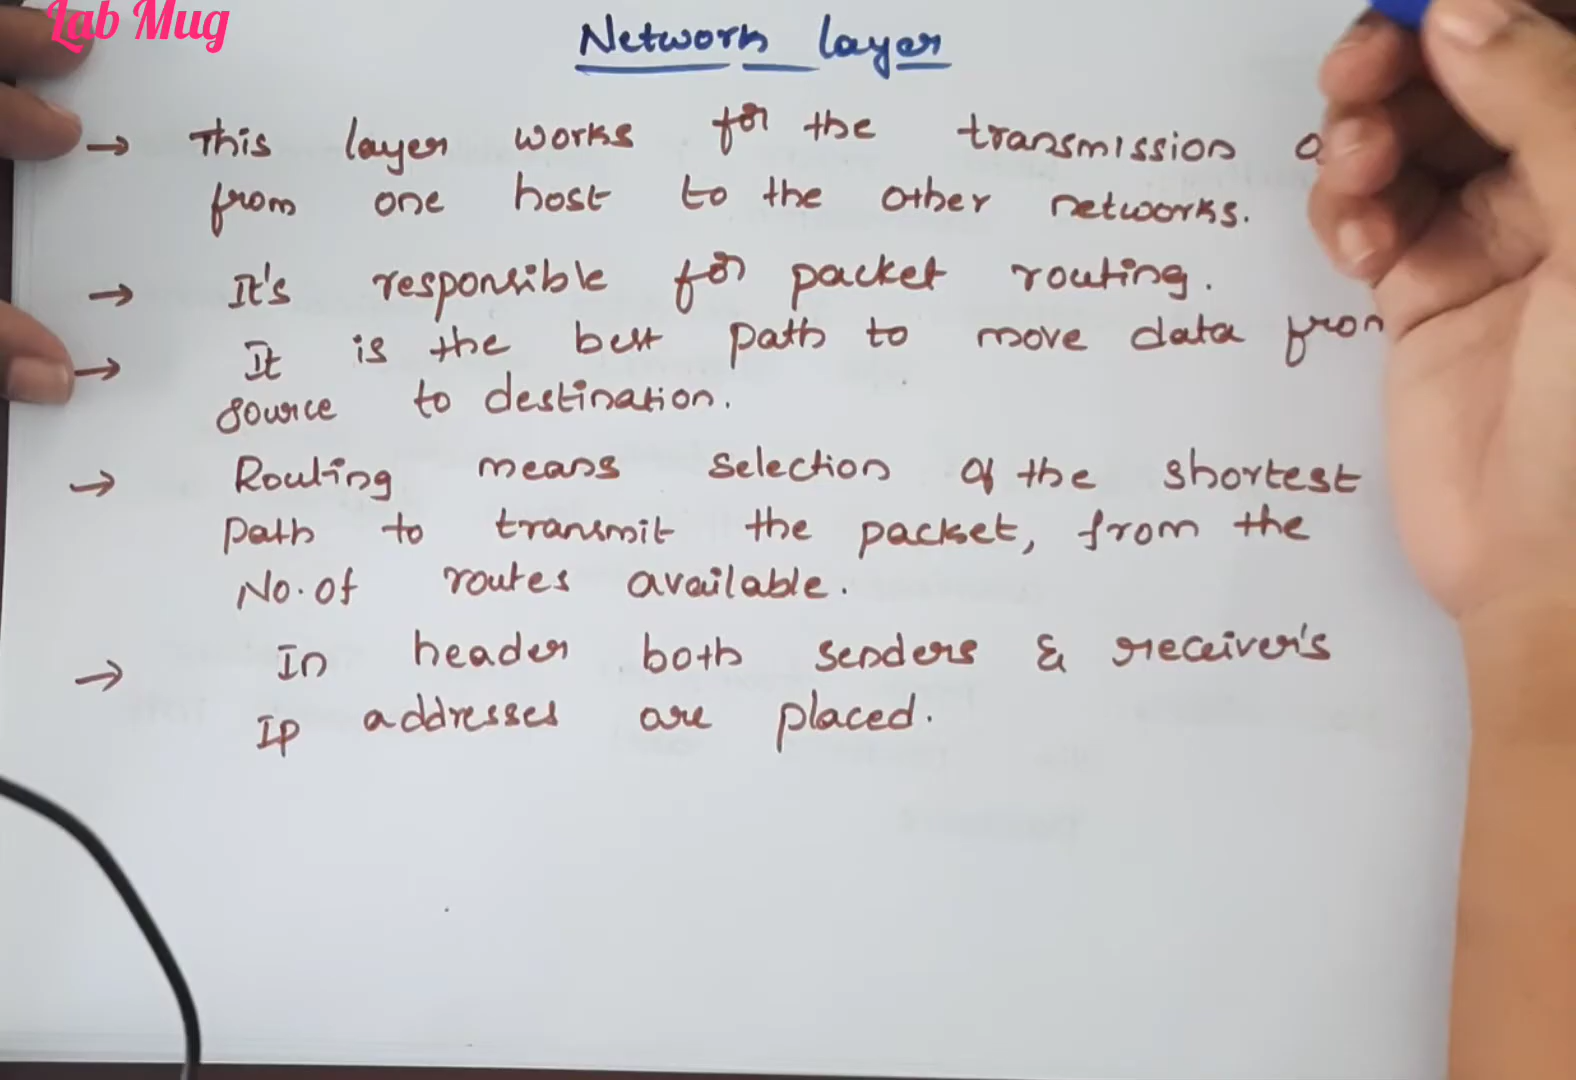 Lab Mug
Network layer
→ This layer works for the transmission
from one host to the other networks.
→ It's responsible for packet routing.
→ It is the best path to move data from
source to destination.
→ Routing means selection of the shortest
path to transmit the packet, from the
No. of routes available.
→ In header both senders & receiver's
Ip addresses are placed.